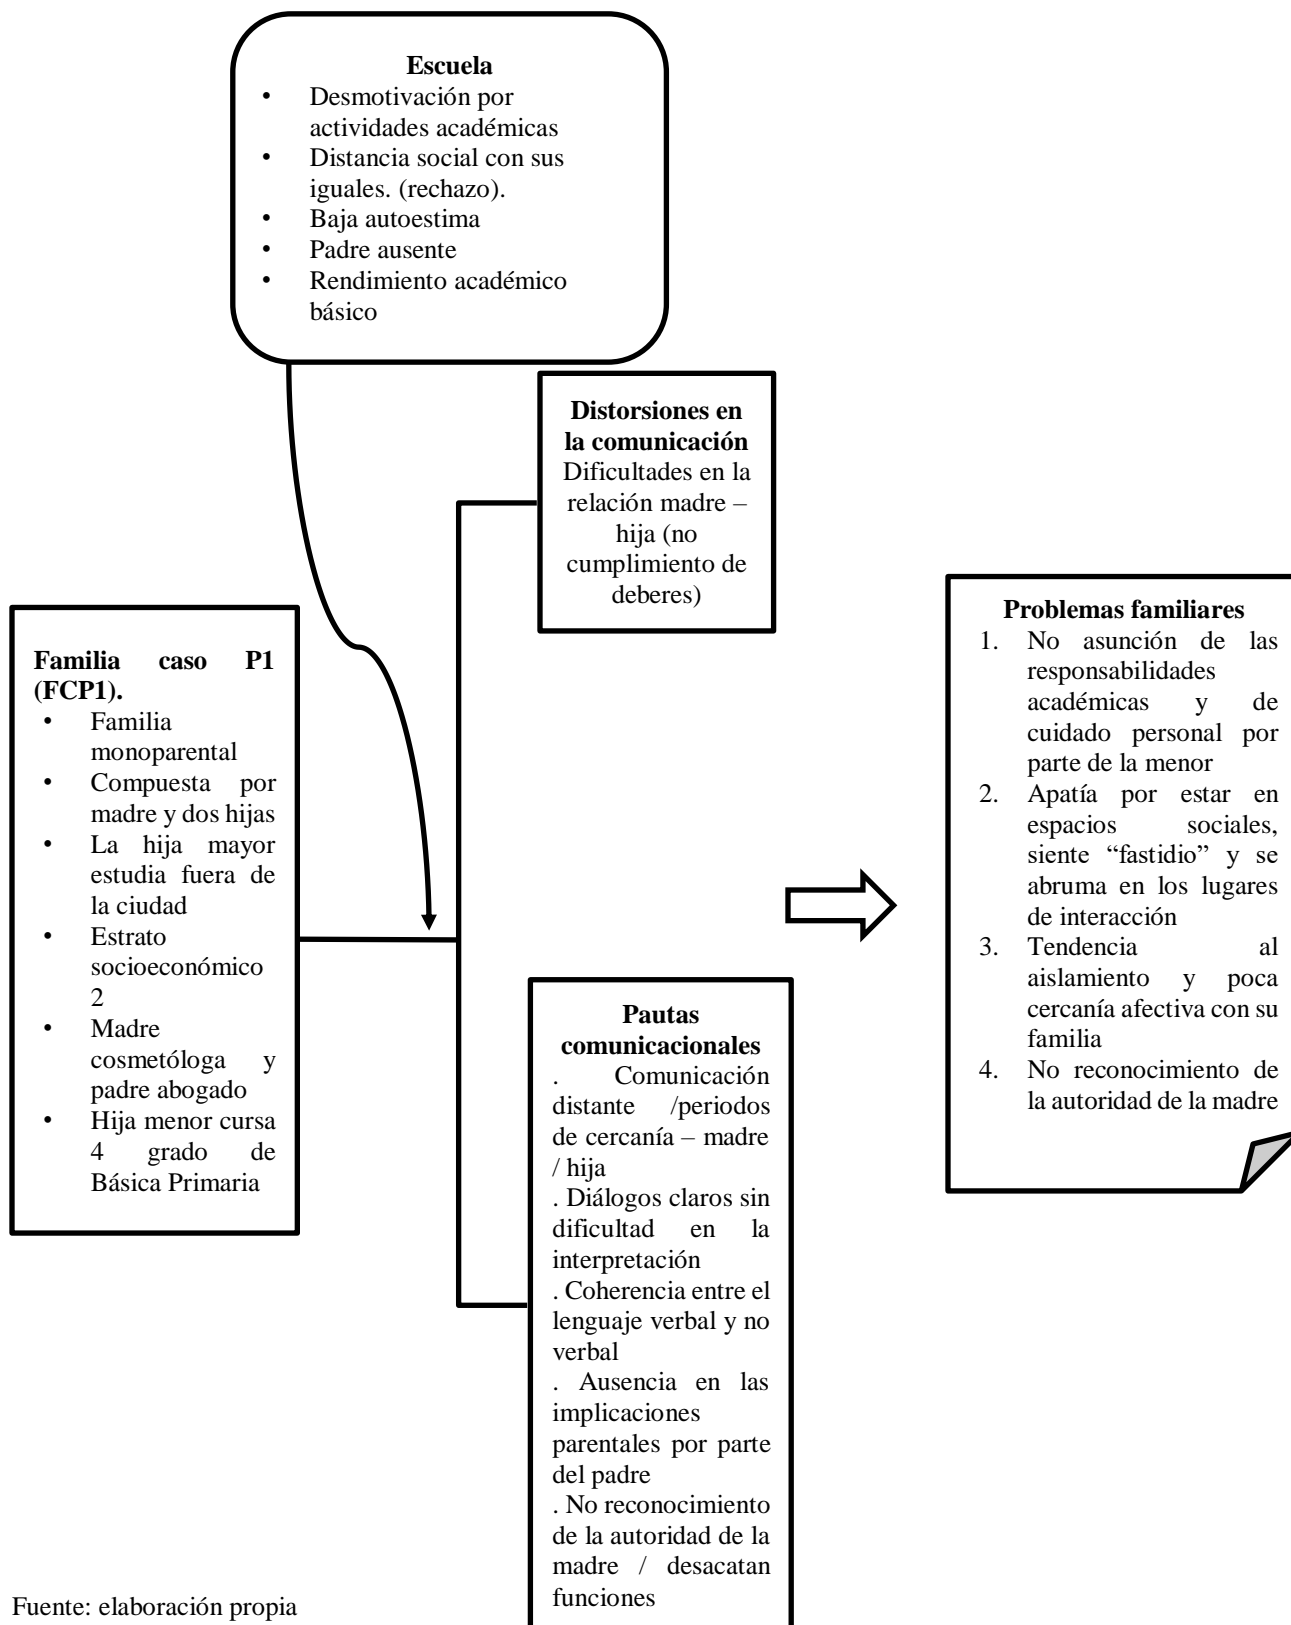 Escuela
• Desmotivación por
actividades académicas
• Distancia social con sus
iguales. (rechazo).
• Baja autoestima
• Padre ausente
• Rendimiento académico
básico
Distorsiones en
la comunicación
Dificultades en la
relación madre –
hija (no
cumplimiento de
deberes)
Familia caso P1
(FCP1).
• Familia
monoparental
• Compuesta por
madre y dos hijas
• La hija mayor
estudia fuera de
la ciudad
• Estrato
socioeconómico
2
• Madre
cosmetóloga y
padre abogado
• Hija menor cursa
4 grado de
Básica Primaria
Problemas familiares
1. No asunción de las
responsabilidades
académicas y de
cuidado personal por
parte de la menor
2. Apatía por estar en
espacios sociales,
siente “fastidio” y se
abruma en los lugares
de interacción
3. Tendencia al
aislamiento y poca
cercanía afectiva con su
familia
4. No reconocimiento de
la autoridad de la madre
Pautas
comunicacionales
. Comunicación
distante /periodos
de cercanía – madre
/ hija
. Diálogos claros sin
dificultad en la
interpretación
. Coherencia entre el
lenguaje verbal y no
verbal
. Ausencia en las
implicaciones
parentales por parte
del padre
. No reconocimiento
de la autoridad de la
madre / desacatan
funciones
Fuente: elaboración propia